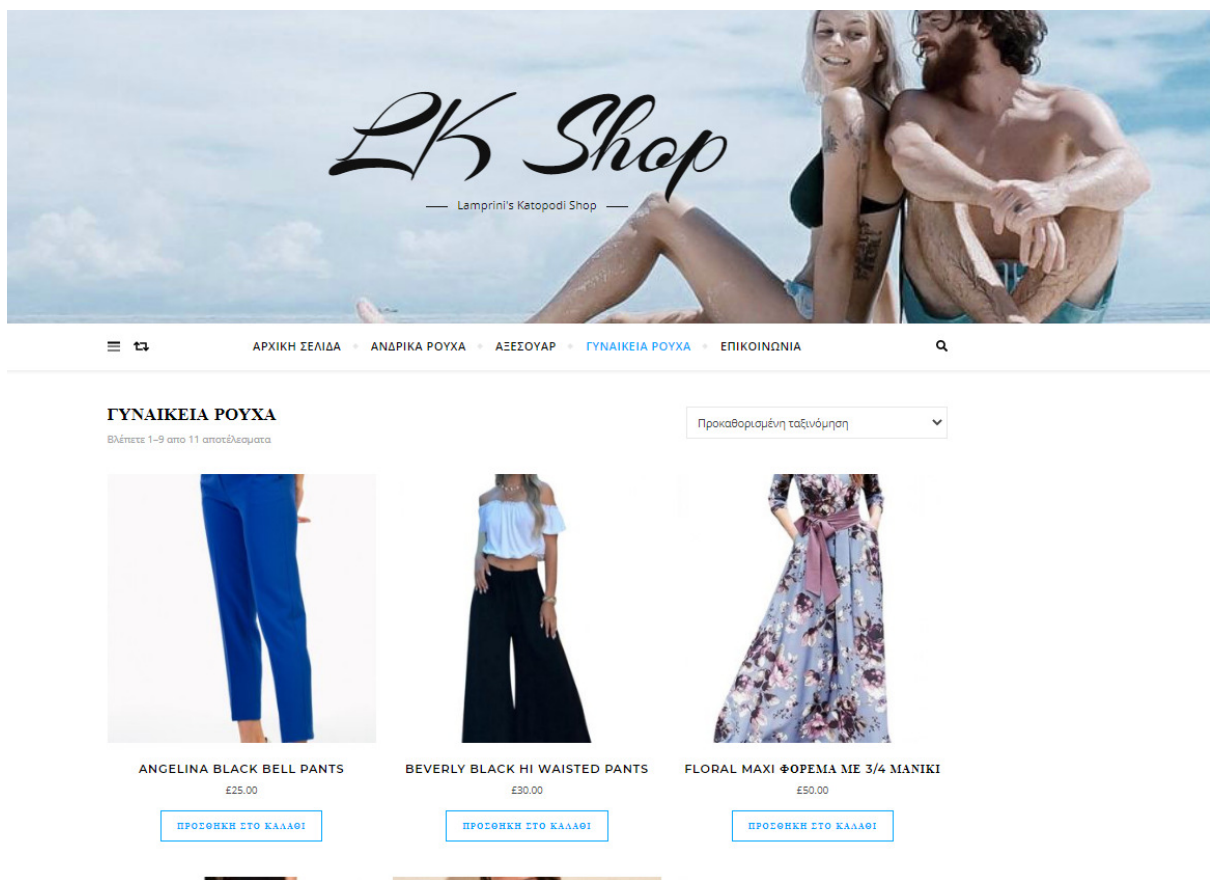 LK Shop
Lamprini's Katopodi Shop
ΑΡΧΙΚΗ ΣΕΛΙΔΑ ΑΝΔΡΙΚΑ ΡΟΥΧΑ ΑΞΕΣΟΥΑΡ ΓΥΝΑΙΚΕΙΑ ΡΟΥΧΑ ΕΠΙΚΟΙΝΩΝΙΑ
ΓΥΝΑΙΚΕΙΑ ΡΟΥΧΑ
Προκαθορισμένη ταξινόμηση
Βλέπετε 1–9 απο 11 αποτέλεσματα
ANGELINA BLACK BELL PANTS
£25.00
ΠΡΟΣΘΗΚΗ ΣΤΟ ΚΑΛΑΘΙ
BEVERLY BLACK HI WAISTED PANTS
£30.00
ΠΡΟΣΘΗΚΗ ΣΤΟ ΚΑΛΑΘΙ
FLORAL MAXI ΦΟΡΕΜΑ ΜΕ 3/4 ΜΑΝΙΚΙ
£50.00
ΠΡΟΣΘΗΚΗ ΣΤΟ ΚΑΛΑΘΙ